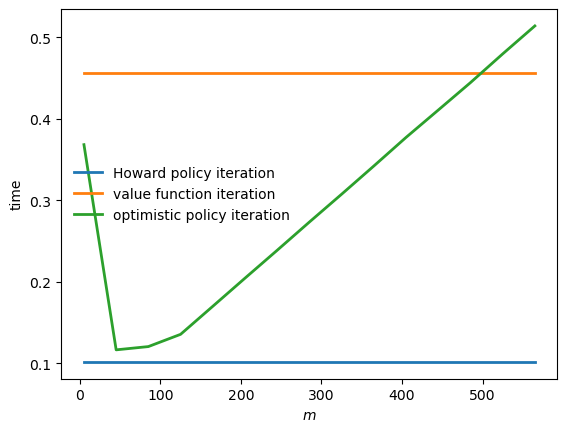 0.5
0.4
0.3
0.2
0.1
time
Howard policy iteration
value function iteration
optimistic policy iteration
0 100 200 300 400 500
m